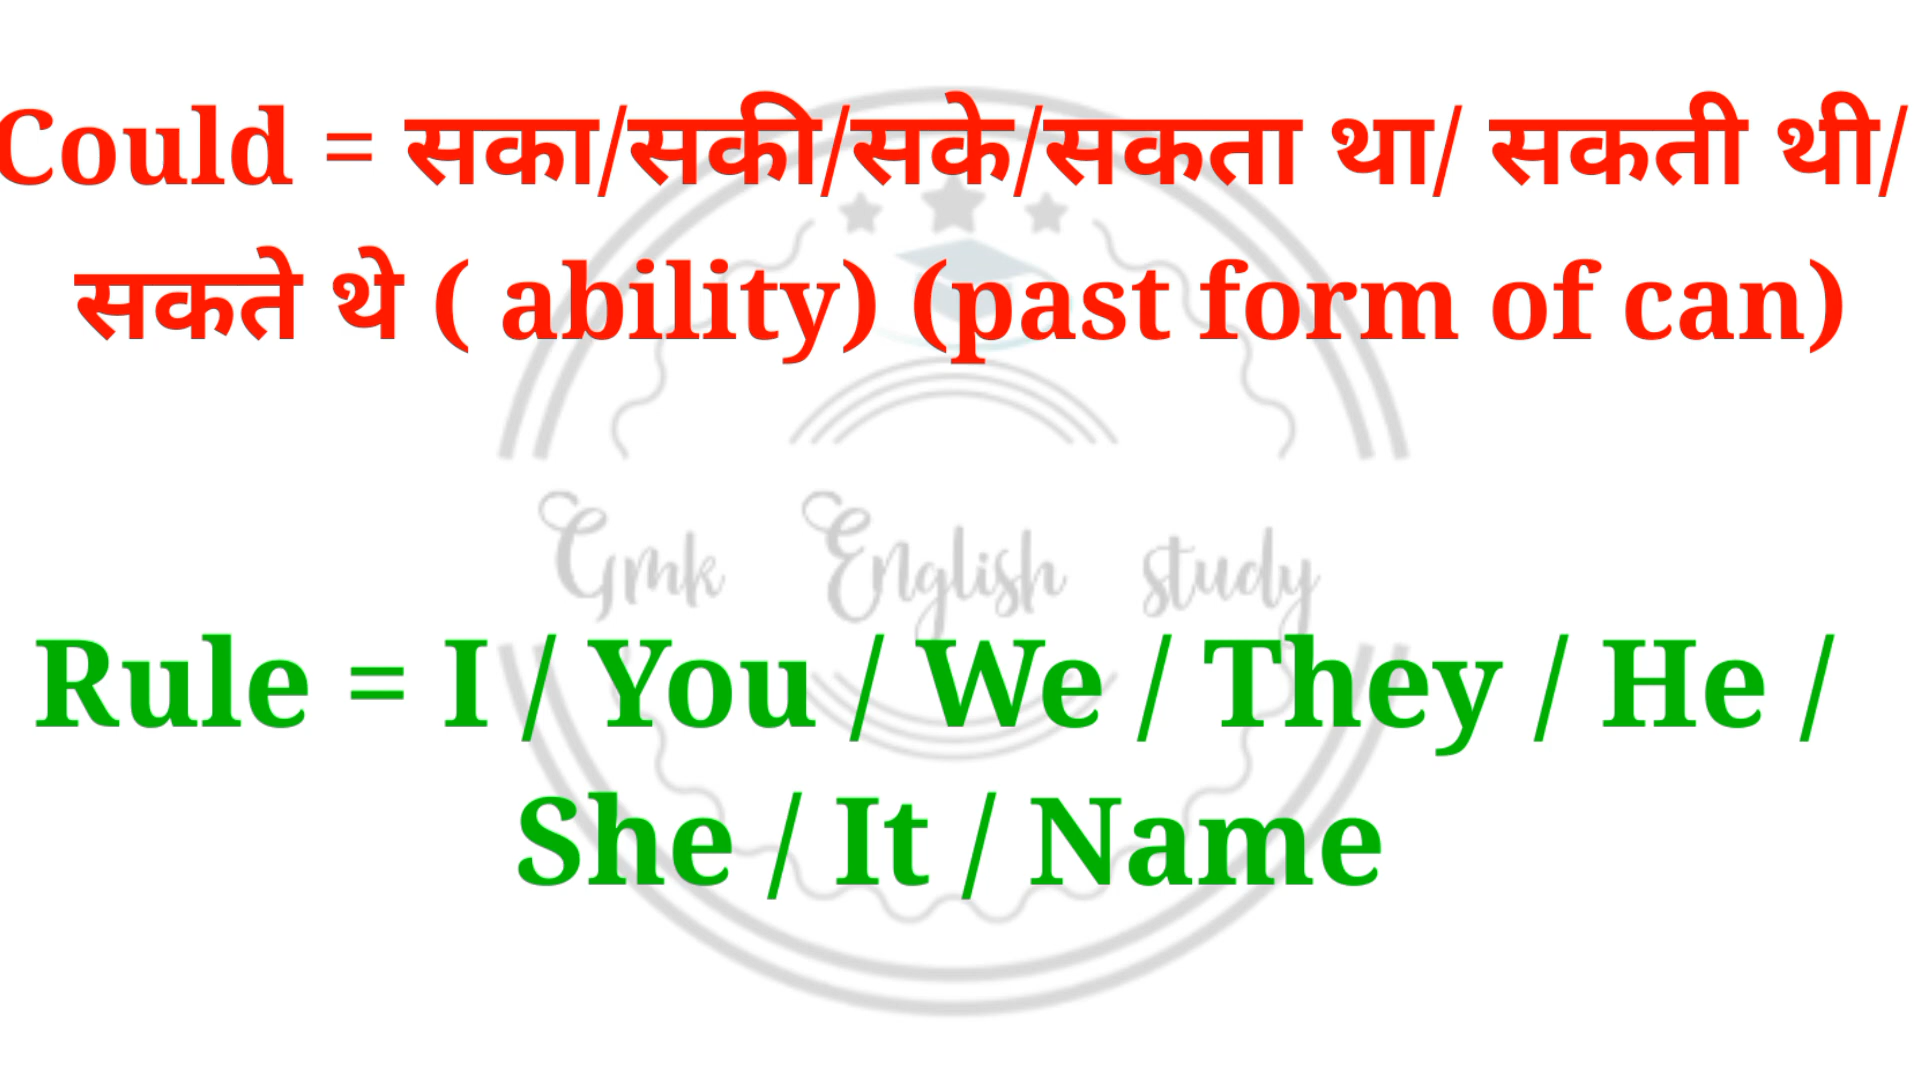 Could = सका/सकी/सके/सकता था/ सकती थी/
सकते थे ( ability) (past form of can)
Gmk English study
Rule = I / You / We / They / He /
She / It / Name